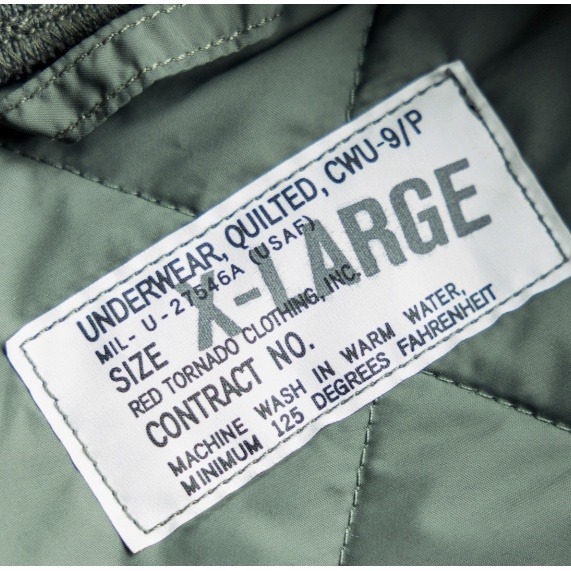 UNDERWEAR, QUILTED, CWU-9/P
MIL- U -27546A (USAF)
SIZE X-LARGE
RED TORNADO CLOTHING, INC.
CONTRACT NO.
MACHINE WASH IN WARM WATER,
MINIMUM 125 DEGREES FAHRENHEIT